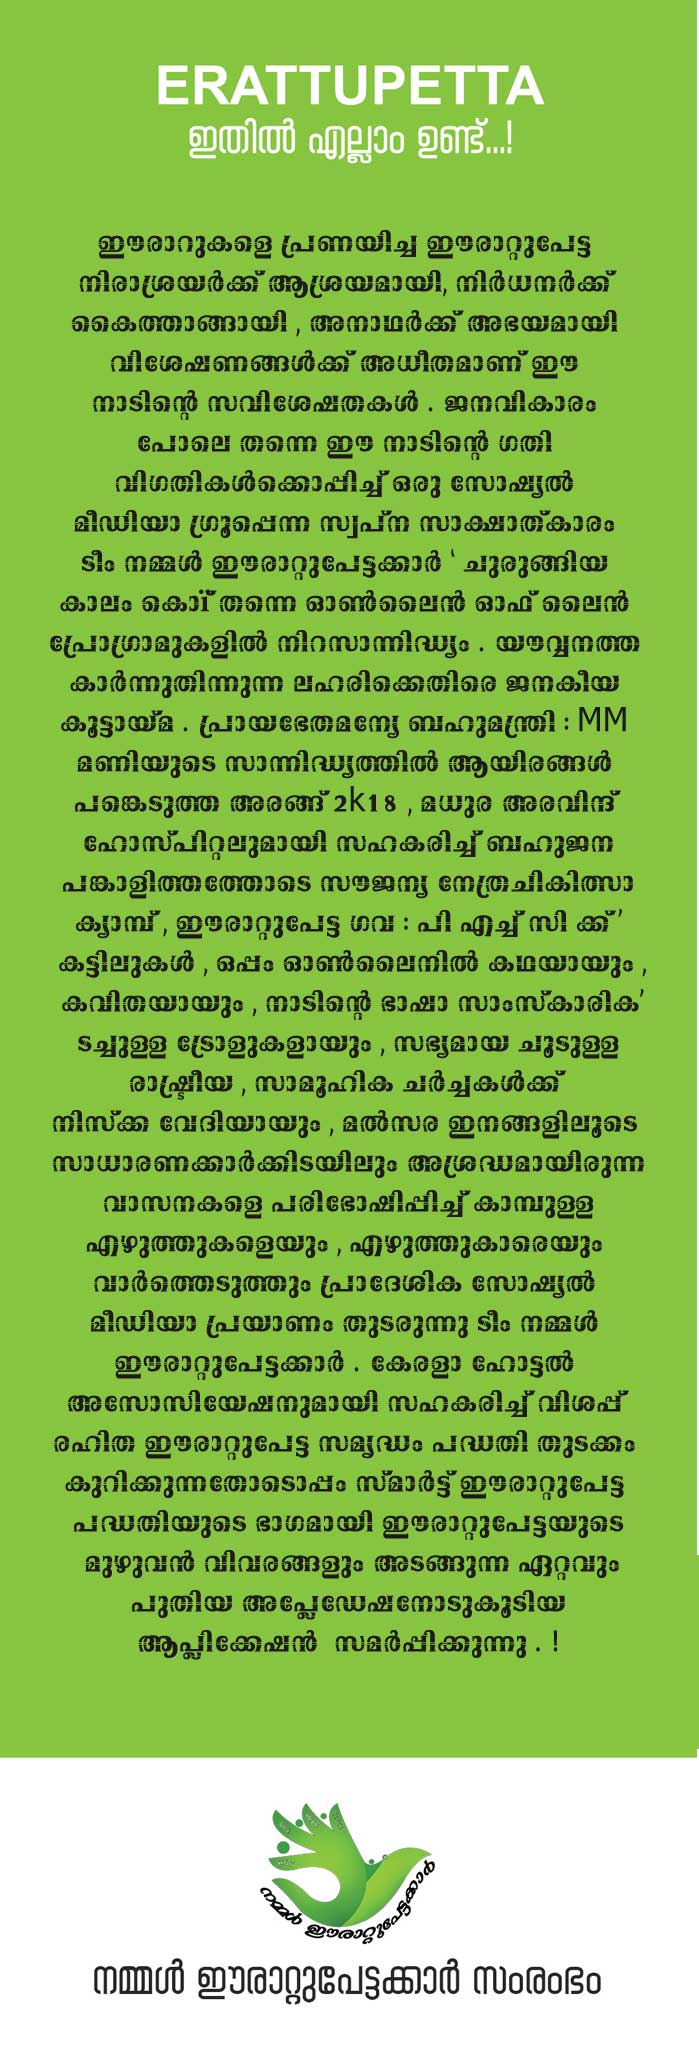 ERATTUPETTA
ഇതിൽ എല്ലാം ഉണ്ട്...!
ഈരാറുകളെ പ്രണയിച്ച ഈരാറ്റുപേട്ട
നിരാശ്രയർക്ക് ആശ്രയമായി, നിർധനർക്ക്
കൈത്താങ്ങായി , അനാഥർക്ക് അഭയമായി
വിശേഷണങ്ങൾക്ക് അധീതമാണ് ഈ
നാടിന്റെ സവിശേഷതകൾ . ജനവികാരം
പോലെ തന്നെ ഈ നാടിന്റെ ഗതി
വിഗതികൾക്കൊപ്പിച്ച് ഒരു സോഷ്യൽ
മീഡിയാ ഗ്രൂപ്പെന്ന സ്വപ്ന സാക്ഷാത്കാരം
ടീം നമ്മൾ ഈരാറ്റുപേട്ടക്കാർ ‘ ചുരുങ്ങിയ
കാലം കൊï് തന്നെ ഓൺലൈൻ ഓഫ് ലൈൻ
പ്രോഗ്രാമുകളിൽ നിറസാന്നിദ്ധ്യം . യൗവ്വനത്ത
കാർന്നുതിന്നുന്ന ലഹരിക്കെതിരെ ജനകീയ
കൂട്ടായ്മ . പ്രായഭേതമന്യേ ബഹുമന്ത്രി : MM
മണിയുടെ സാന്നിദ്ധ്യത്തിൽ ആയിരങ്ങൾ
പങ്കെടുത്ത അരങ്ങ് 2k18 , മധുര അരവിന്ദ്
ഹോസ്പിറ്റലുമായി സഹകരിച്ച് ബഹുജന
പങ്കാളിത്തത്തോടെ സൗജന്യ നേത്രചികിത്സാ
ക്യാമ്പ് , ഈരാറ്റുപേട്ട ഗവ : പി എച്ച് സി ക്ക് ’
കട്ടിലുകൾ , ഒപ്പം ഓൺലൈനിൽ കഥയായും ,
കവിതയായും , നാടിന്റെ ഭാഷാ സാംസ്കാരിക ’
ടച്ചുള്ള ട്രോളുകളായും , സഭ്യമായ ചൂടുള്ള
രാഷ്ട്രീയ , സാമൂഹിക ചർച്ചകൾക്ക്
നിസ്ക്ക വേദിയായും , മൽസര ഇനങ്ങളിലൂടെ
സാധാരണക്കാർക്കിടയിലും അശ്രദ്ധമായിരുന്ന
വാസനകളെ പരിഭോഷിപ്പിച്ച് കാമ്പുള്ള
എഴുത്തുകളെയും , എഴുത്തുകാരെയും
വാർത്തെടുത്തും പ്രാദേശിക സോഷ്യൽ
മീഡിയാ പ്രയാണം തുടരുന്നു ടീം നമ്മൾ
ഈരാറ്റുപേട്ടക്കാർ . കേരളാ ഹോട്ടൽ
അസോസിയേഷനുമായി സഹകരിച്ച് വിശപ്പ്
രഹിത ഈരാറ്റുപേട്ട സമൃദ്ധം പദ്ധതി തുടക്കം
കുറിക്കുന്നതോടൊപ്പം സ്മാർട്ട് ഈരാറ്റുപേട്ട
പദ്ധതിയുടെ ഭാഗമായി ഈരാറ്റുപേട്ടയുടെ
മുഴുവൻ വിവരങ്ങളും അടങ്ങുന്ന ഏറ്റവും
പുതിയ അപ്ലേഡേഷനോടുകൂടിയ
ആപ്ലിക്കേഷൻ സമർപ്പിക്കുന്നു . !
നമ്മൾ ഈരാറ്റുപേട്ടക്കാർ
നമ്മൾ ഈരാറ്റുപേട്ടക്കാർ സംരംഭം